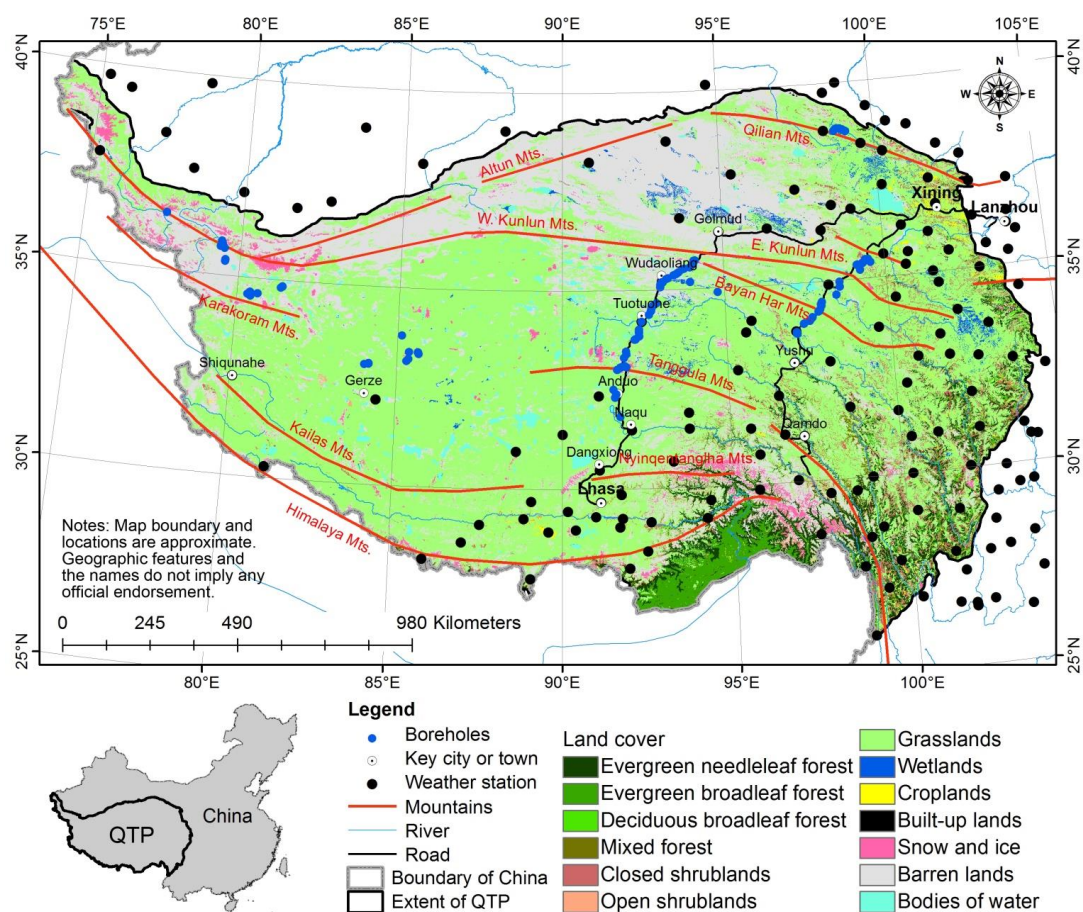 75°E
80°E
85°E
90°E
95°E
100°E
105°E
40°N
40°N
N
W
E
S
Qilian Mts.
Altun Mts.
Xining
Lanzhou
W. Kunlun Mts.
Golmud
35°N
35°N
E. Kunlun Mts.
Wudaoliang
Bayan Har Mts.
Karakoram Mts.
Tuotuohe
Shiqunahe
Tanggula Mts.
Yushu
Gerze
Anduo
Naqu
Qamdo
30°N
30°N
Kailas Mts.
Dangxiong
Nyinqentanglha Mts.
Lhasa
Himalaya Mts.
Notes: Map boundary and
locations are approximate.
Geographic features and
the names do not imply any
official endorsement.
0
245
490
980 Kilometers
25°N
25°N
80°E
85°E
90°E
95°E
100°E
China
QTP
Legend
Boreholes
Key city or town
Weather station
Mountains
River
Road
Boundary of China
Extent of QTP
Land cover
Evergreen needleleaf forest
Evergreen broadleaf forest
Deciduous broadleaf forest
Mixed forest
Closed shrublands
Open shrublands
Grasslands
Wetlands
Croplands
Built-up lands
Snow and ice
Barren lands
Bodies of water